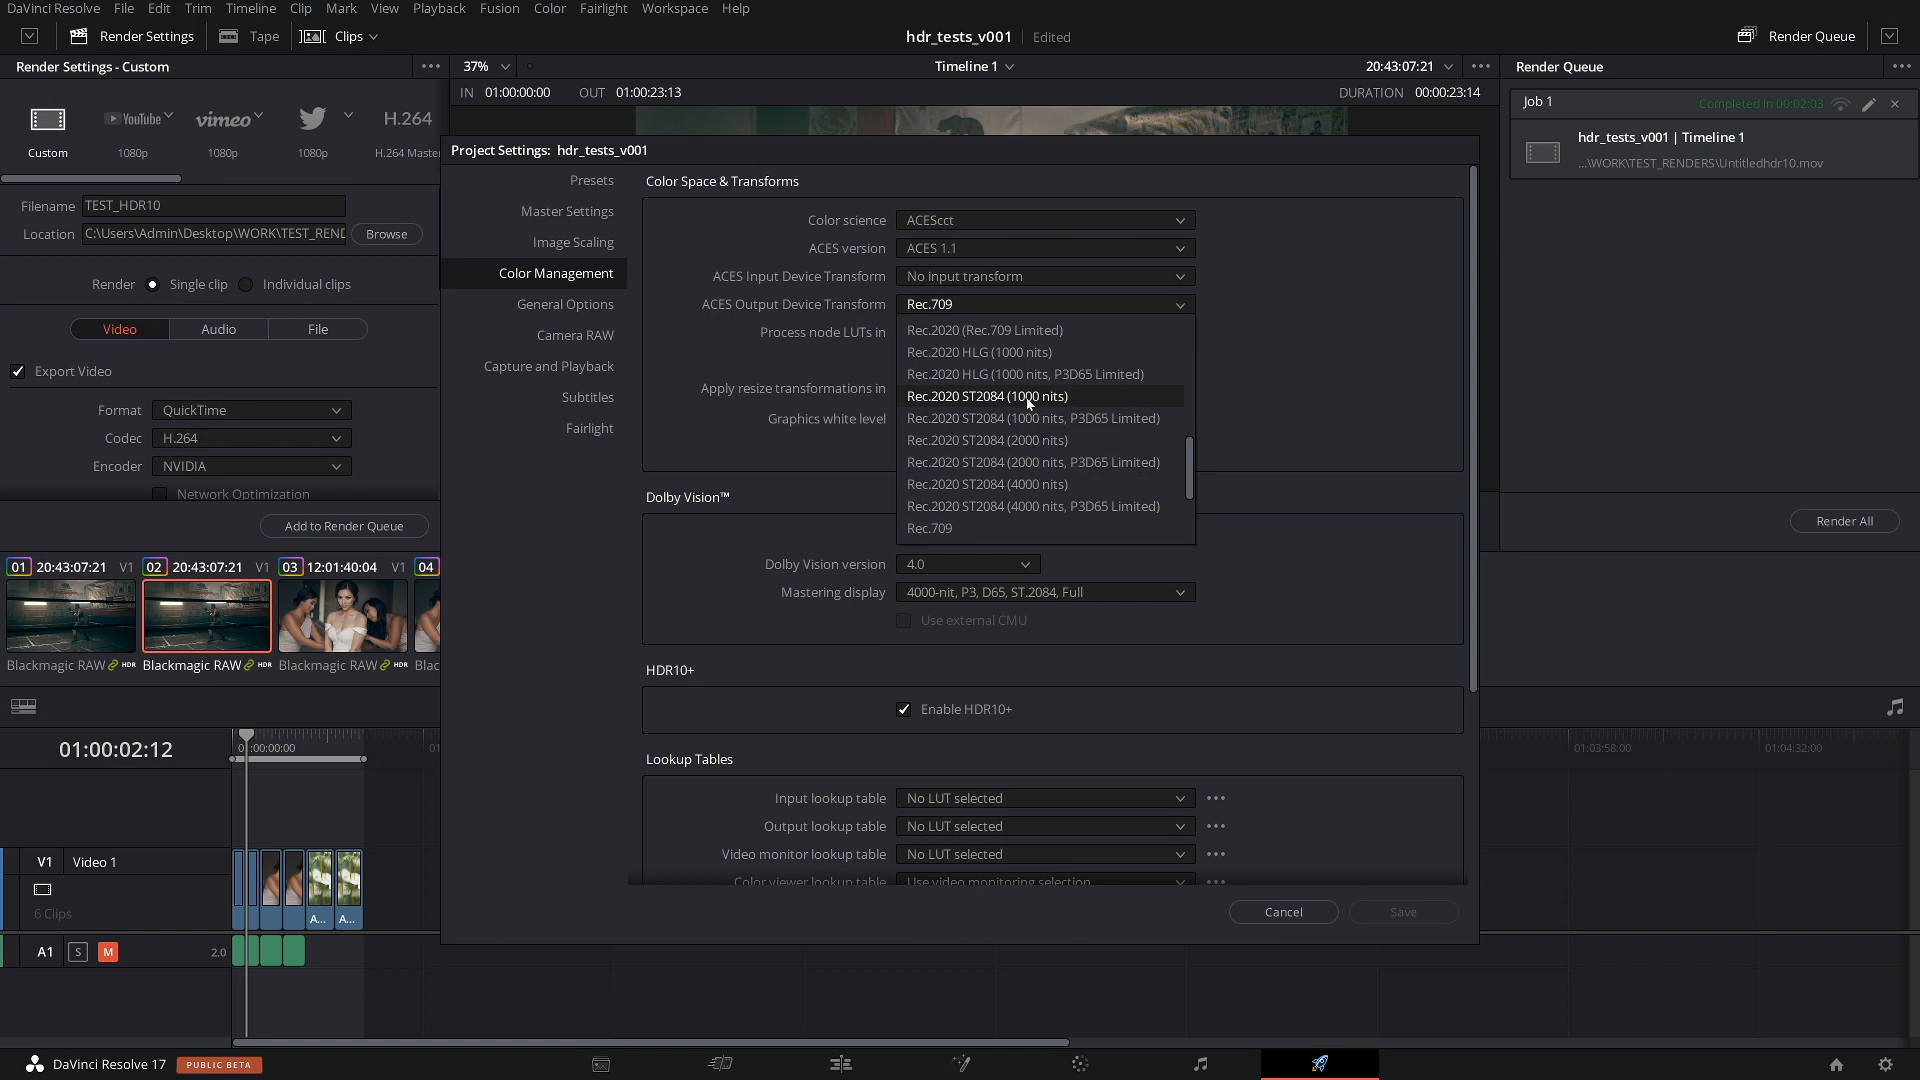 DaVinci Resolve File Edit Trim Timeline Clip Mark View Playback Fusion Color Fairlight Workspace Help
Render Settings Tape Clips hdr_tests_v001 Edited Render Queue
Render Settings - Custom 37% Timeline 1 20:43:07:21 Render Queue
IN 01:00:00:00 OUT 01:00:23:13 DURATION 00:00:23:14
Job 1 Completed in 00:02:03
hdr_tests_v001 | Timeline 1
...\WORK\TEST_RENDERS\Untitledhdr10.mov
YouTube vimeo H.264
Custom 1080p 1080p 1080p H.264 Master
Filename TEST_HDR10
Location C:\Users\Admin\Desktop\WORK\TEST_REND Browse
Render Single clip Individual clips
Video Audio File
Export Video
Format QuickTime
Codec H.264
Encoder NVIDIA
Network Optimization
Add to Render Queue
Project Settings: hdr_tests_v001
Presets
Master Settings
Image Scaling
Color Management
General Options
Camera RAW
Capture and Playback
Subtitles
Fairlight
Color Space & Transforms
Color science ACEScct
ACES version ACES 1.1
ACES Input Device Transform No input transform
ACES Output Device Transform Rec.709
Process node LUTs in
Apply resize transformations in
Graphics white level
Rec.2020 (Rec.709 Limited)
Rec.2020 HLG (1000 nits)
Rec.2020 HLG (1000 nits, P3D65 Limited)
Rec.2020 ST2084 (1000 nits)
Rec.2020 ST2084 (1000 nits, P3D65 Limited)
Rec.2020 ST2084 (2000 nits)
Rec.2020 ST2084 (2000 nits, P3D65 Limited)
Rec.2020 ST2084 (4000 nits)
Rec.2020 ST2084 (4000 nits, P3D65 Limited)
Rec.709
Dolby Vision™
Dolby Vision version 4.0
Mastering display 4000-nit, P3, D65, ST.2084, Full
Use external CMU
HDR10+
Enable HDR10+
Lookup Tables
Input lookup table No LUT selected
Output lookup table No LUT selected
Video monitor lookup table No LUT selected
Color viewer lookup table Use video monitoring selection
Cancel Save
Render All
01 20:43:07:21 V1 02 20:43:07:21 V1 03 12:01:40:04 V1 04
Blackmagic RAW HDR Blackmagic RAW HDR Blackmagic RAW HDR Blac
01:00:02:12 01:03:58:00 01:04:32:00
V1 Video 1
6 Clips
A... A...
A1 S M 2.0
DaVinci Resolve 17 PUBLIC BETA